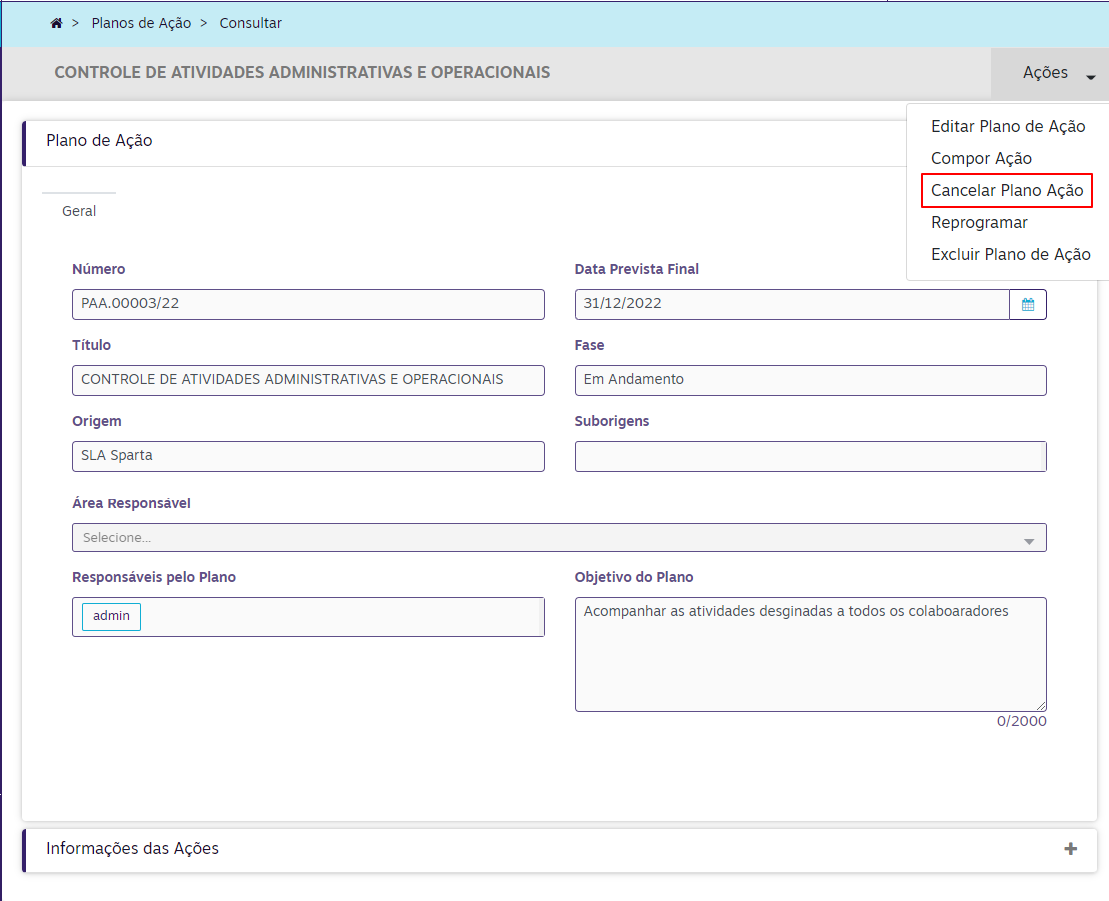 > Planos de Ação > Consultar
CONTROLE DE ATIVIDADES ADMINISTRATIVAS E OPERACIONAIS
Ações
Editar Plano de Ação
Compor Ação
Cancelar Plano Ação
Reprogramar
Excluir Plano de Ação
Plano de Ação
Geral
Número
PAA.00003/22
Data Prevista Final
31/12/2022
Título
CONTROLE DE ATIVIDADES ADMINISTRATIVAS E OPERACIONAIS
Fase
Em Andamento
Origem
SLA Sparta
Suborigens
Área Responsável
Selecione...
Responsáveis pelo Plano
admin
Objetivo do Plano
Acompanhar as atividades desginadas a todos os colaboaradores
0/2000
Informações das Ações
+